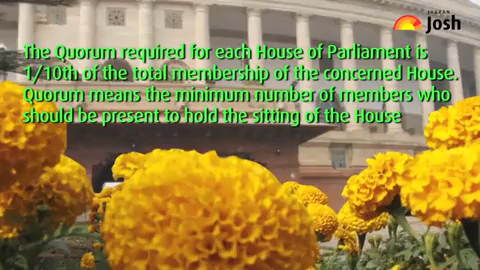 JAGRAN
Josh
The Quorum required for each House of Parliament is
1/10th of the total membership of the concerned House.
Quorum means the minimum number of members who
should be present to hold the sitting of the House